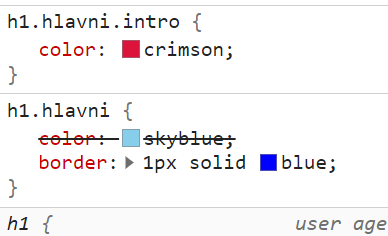 h1.hlavni.intro {
color: crimson;
}
h1.hlavni {
color: skyblue;
border: 1px solid blue;
}
h1 { user age